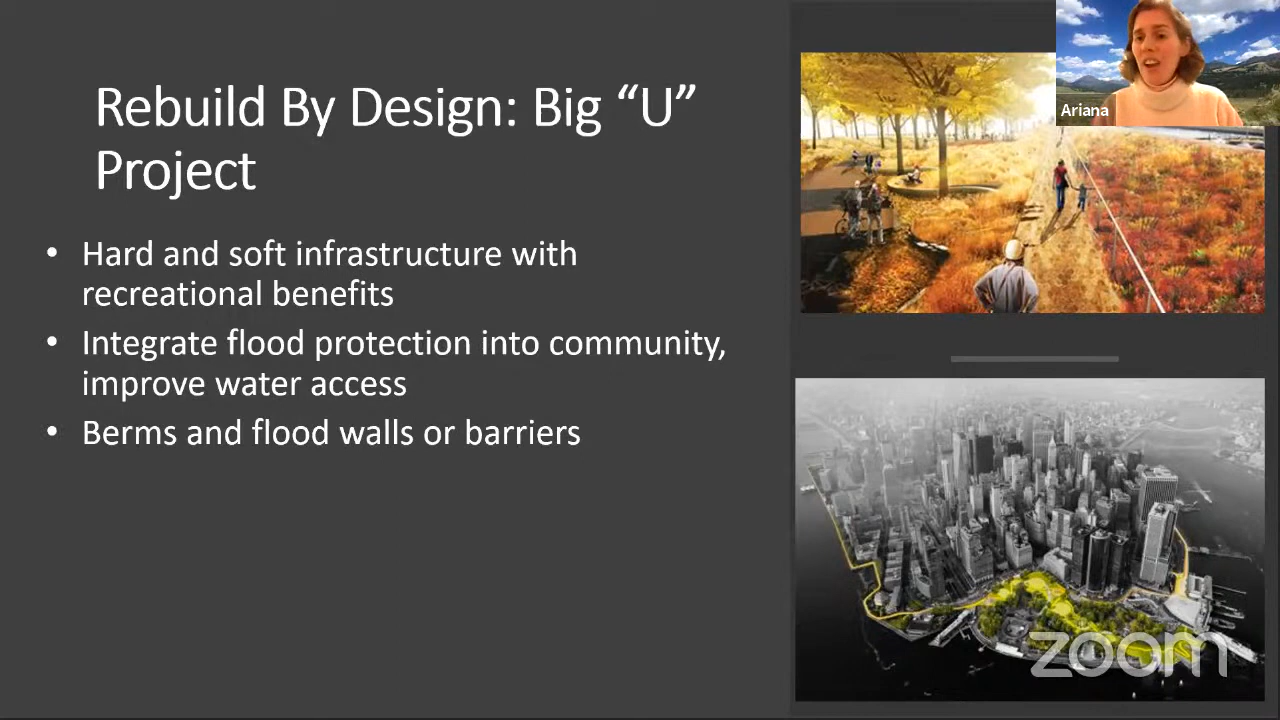 Rebuild By Design: Big “U”
Project
• Hard and soft infrastructure with
recreational benefits
• Integrate flood protection into community,
improve water access
• Berms and flood walls or barriers
Ariana
zoom